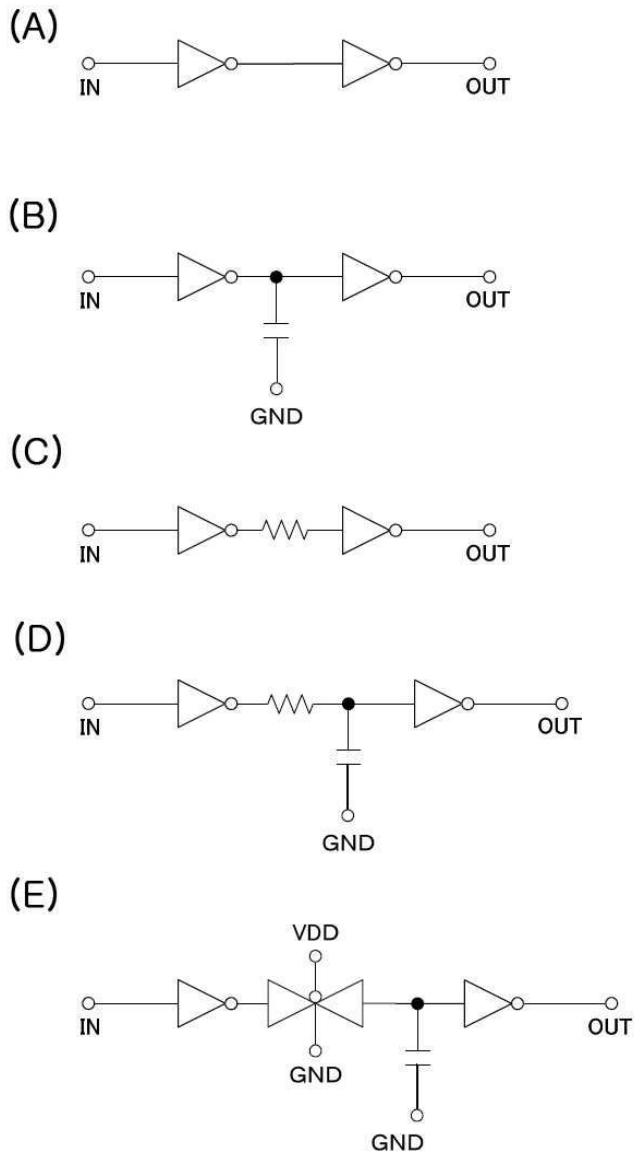 (A)
IN OUT
(B)
IN OUT
GND
(C)
IN OUT
(D)
IN OUT
GND
(E)
VDD
IN OUT
GND
GND